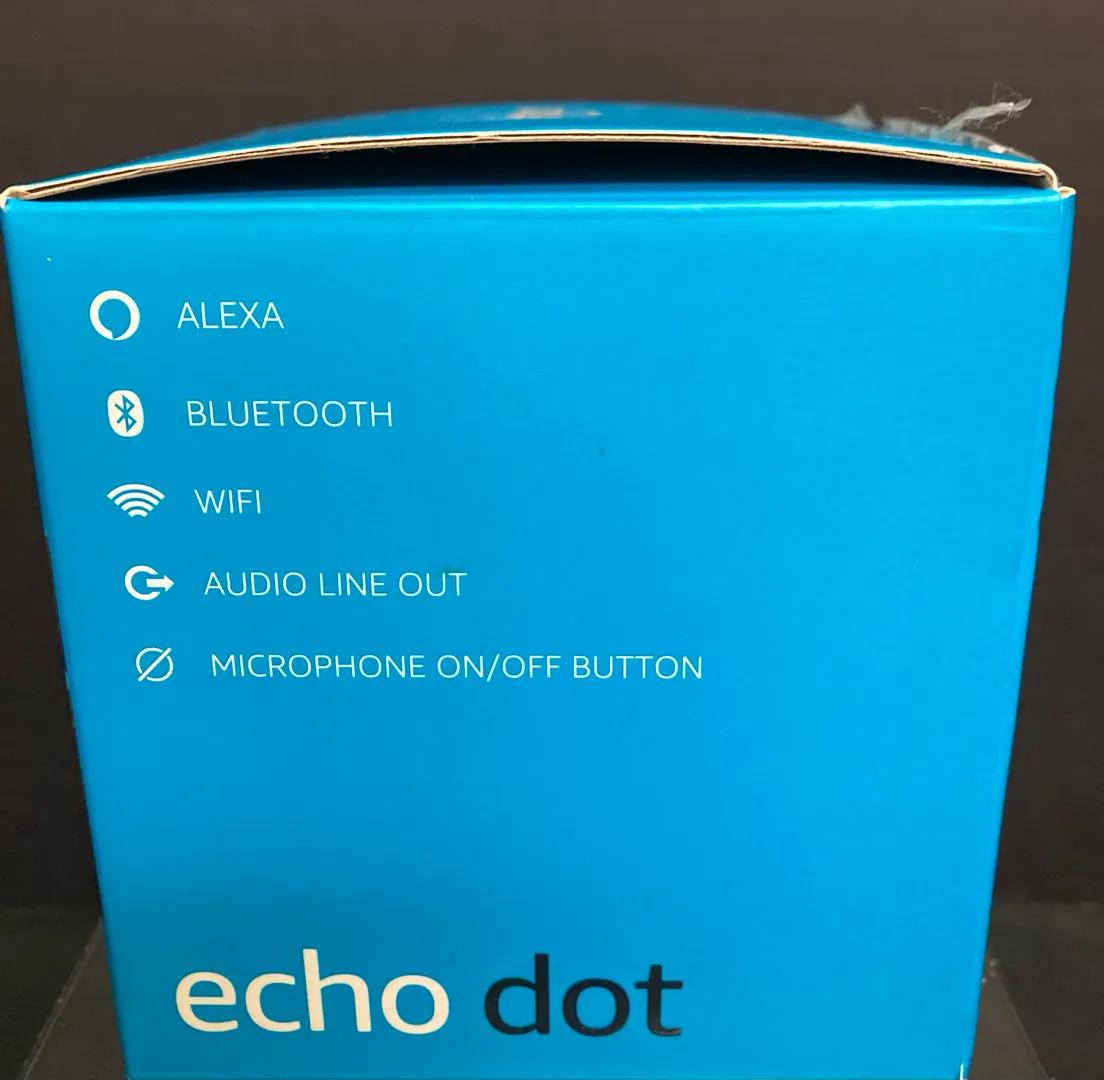 ALEXA
BLUETOOTH
WIFI
AUDIO LINE OUT
MICROPHONE ON/OFF BUTTON
echo dot